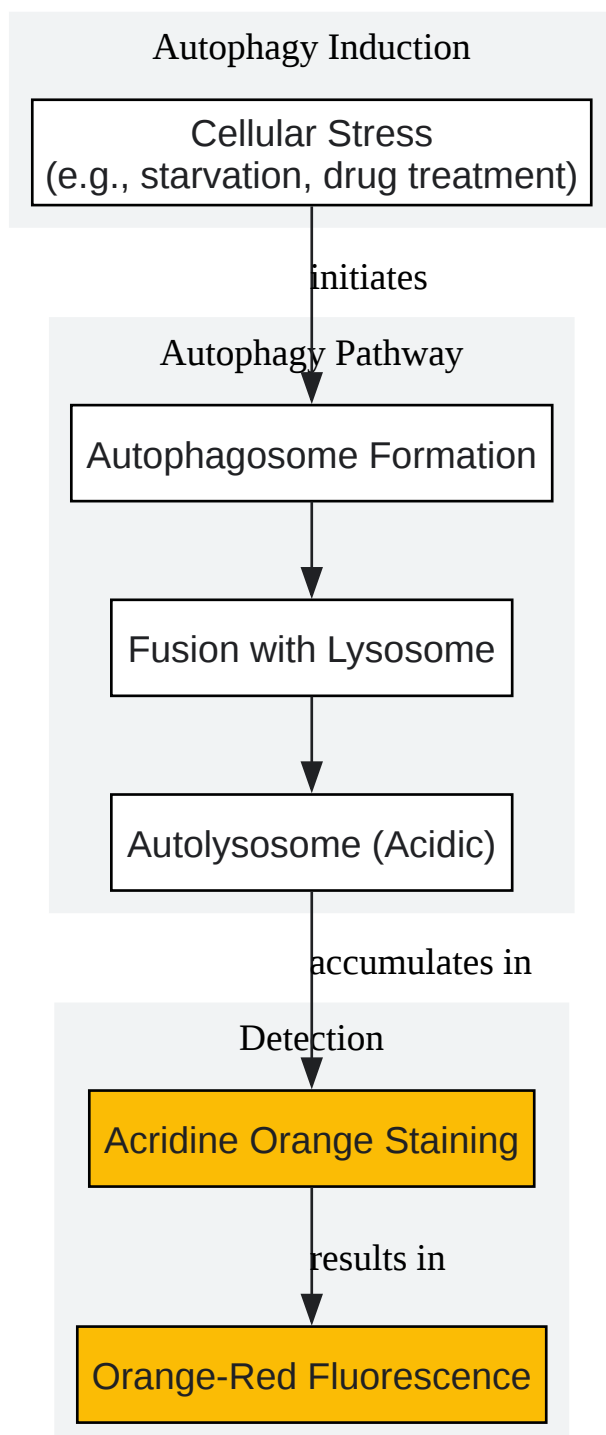 Autophagy Induction
Cellular Stress
(e.g., starvation, drug treatment)
initiates
Autophagy Pathway
Autophagosome Formation
Fusion with Lysosome
Autolysosome (Acidic)
accumulates in
Detection
Acridine Orange Staining
results in
Orange-Red Fluorescence